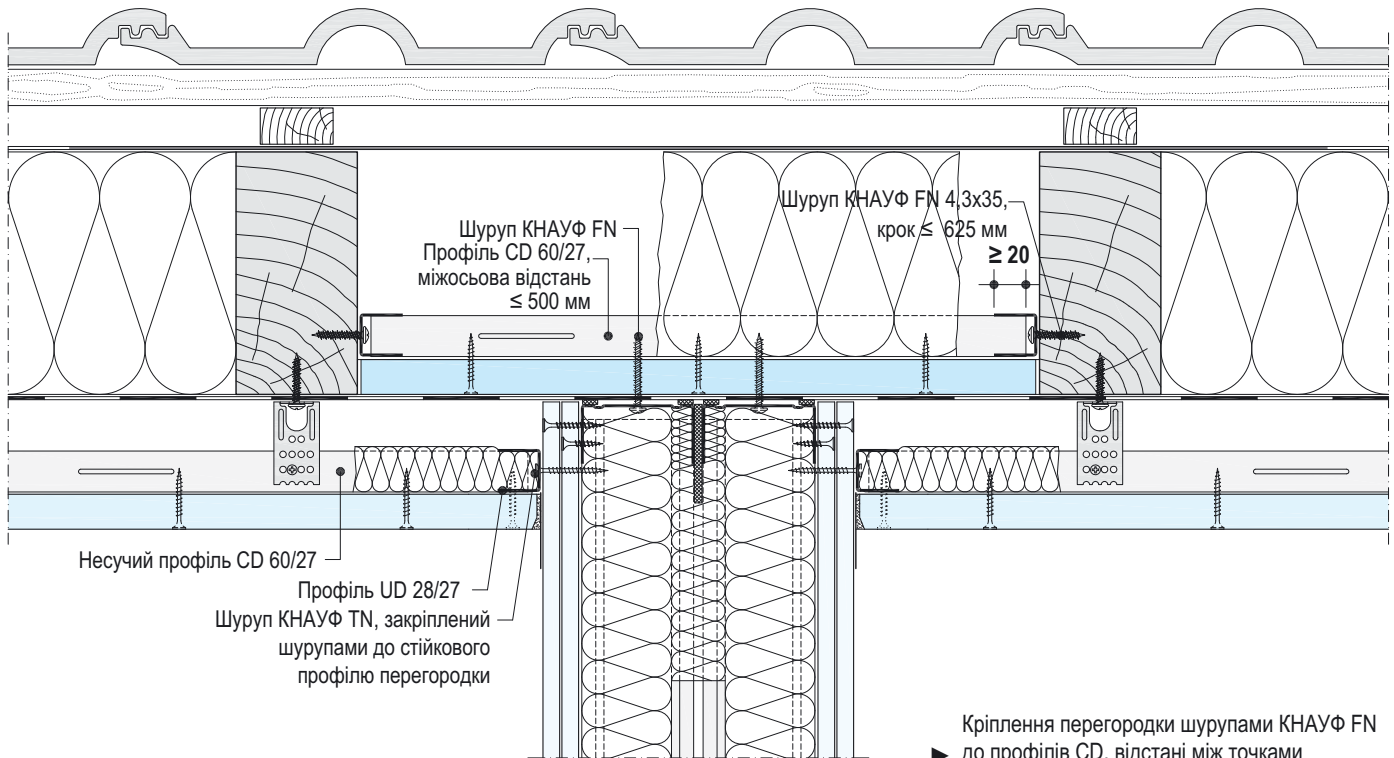 Шуруп КНАУФ FN
Профіль CD 60/27,
міжосьова відстань
≤ 500 мм
Шуруп КНАУФ FN 4,3х35,
крок ≤ 625 мм
≥ 20
Несучий профіль CD 60/27
Профіль UD 28/27
Шуруп КНАУФ TN, закріплений
шурупами до стійкового
профілю перегородки
Кріплення перегородки шурупами КНАУФ FN
до профілів CD, відстані між точками